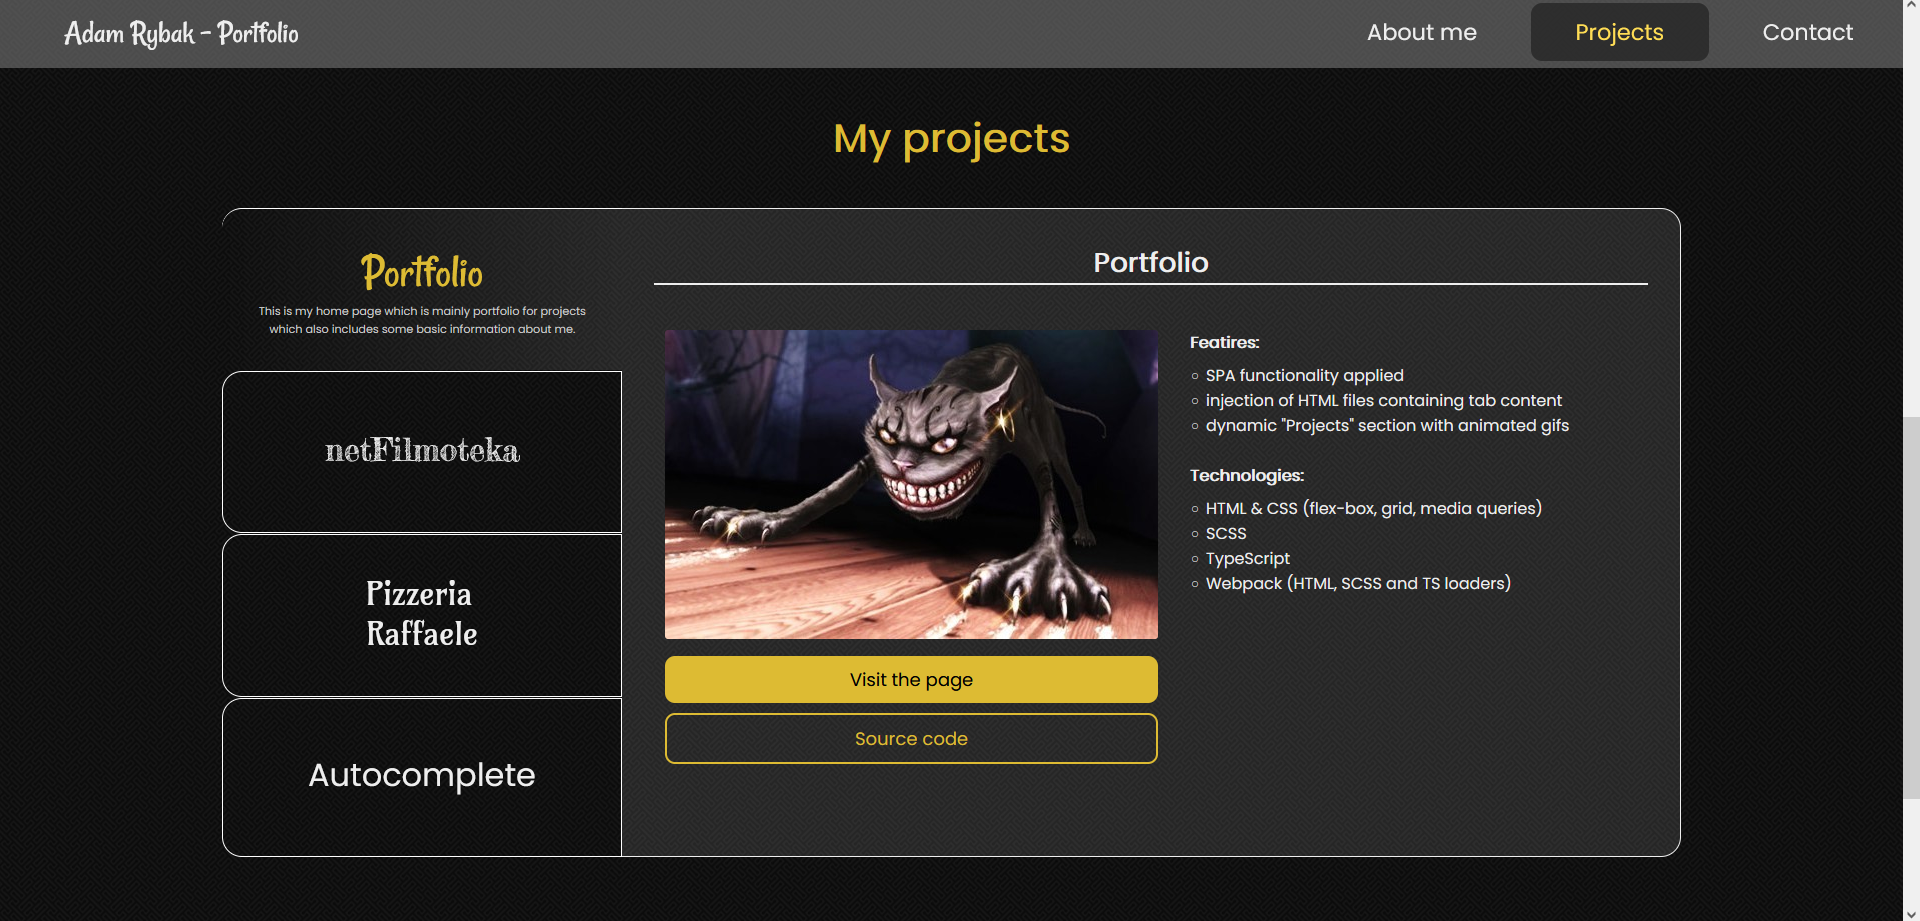 Adam Rybak - Portfolio
About me
Projects
Contact
My projects
Portfolio
This is my home page which is mainly portfolio for projects
which also includes some basic information about me.
netFilmoteka
Pizzeria
Raffaele
Autocomplete
Portfolio
Visit the page
Source code
Featires:
SPA functionality applied
injection of HTML files containing tab content
dynamic "Projects" section with animated gifs
Technologies:
HTML & CSS (flex-box, grid, media queries)
SCSS
TypeScript
Webpack (HTML, SCSS and TS loaders)